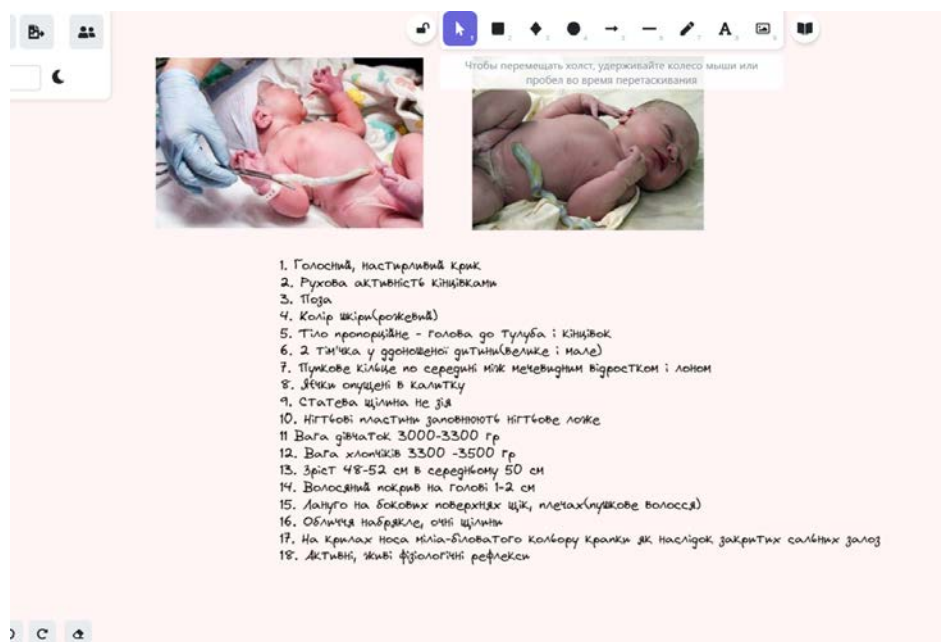 Чтобы перемещать холст, удерживайте колесо мыши или
пробел во время перетаскивания
1. Голосний, настирливий крик
2. Рухова активність кінцівками
3. Поза
4. Колір шкіри(рожевий)
5. Тіло пропорційне - голова до тулуба і кінцівок
6. 2 тім'чка у ддоношеної дитини(велике і мале)
7. Пупкове кільце по середині між мечевидним відростком і лоном
8. Яєчки опущені в калитку
9. Статева щілина не зія
10. Нігтьові пластини заповнюють нігтьове ложе
11 Вага дівчаток 3000-3300 гр
12. Вага хлопчіків 3300 -3500 гр
13. Зріст 48-52 см в середньому 50 см
14. Волосяний покрив на голові 1-2 см
15. Лануго на бокових поверхнях щік, плечах(пушкове волосся)
16. Обличчя набрякле, очні щілини
17. На крилах носа міліа-біловатого кольору крапки як наслідок закритих сальних залоз
18. Активні, живі фізіологічні рефлекси